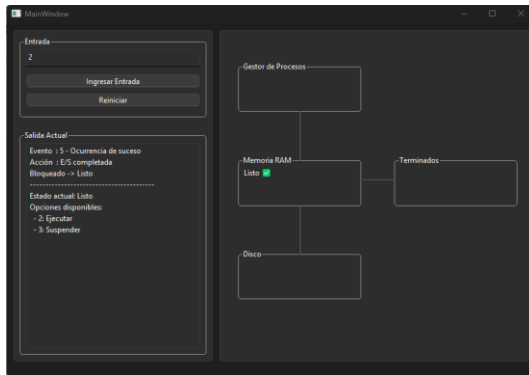 MainWindow
Entrada
2
Ingresar Entrada
Reiniciar
Salida Actual
Evento : 5 - Ocurrencia de suceso
Acción : E/S completada
Bloqueado -> Listo
----------------------------------------
Estado actual: Listo
Opciones disponibles:
- 2: Ejecutar
- 3: Suspender
Gestor de Procesos
Memoria RAM
Listo ✅
Terminados
Disco